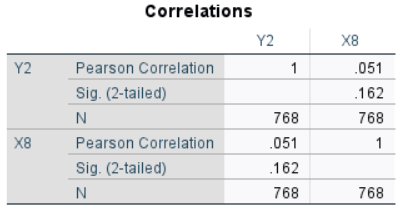 Correlations
Y2 X8
Y2 Pearson Correlation 1 .051
Sig. (2-tailed) .162
N 768 768
X8 Pearson Correlation .051 1
Sig. (2-tailed) .162
N 768 768